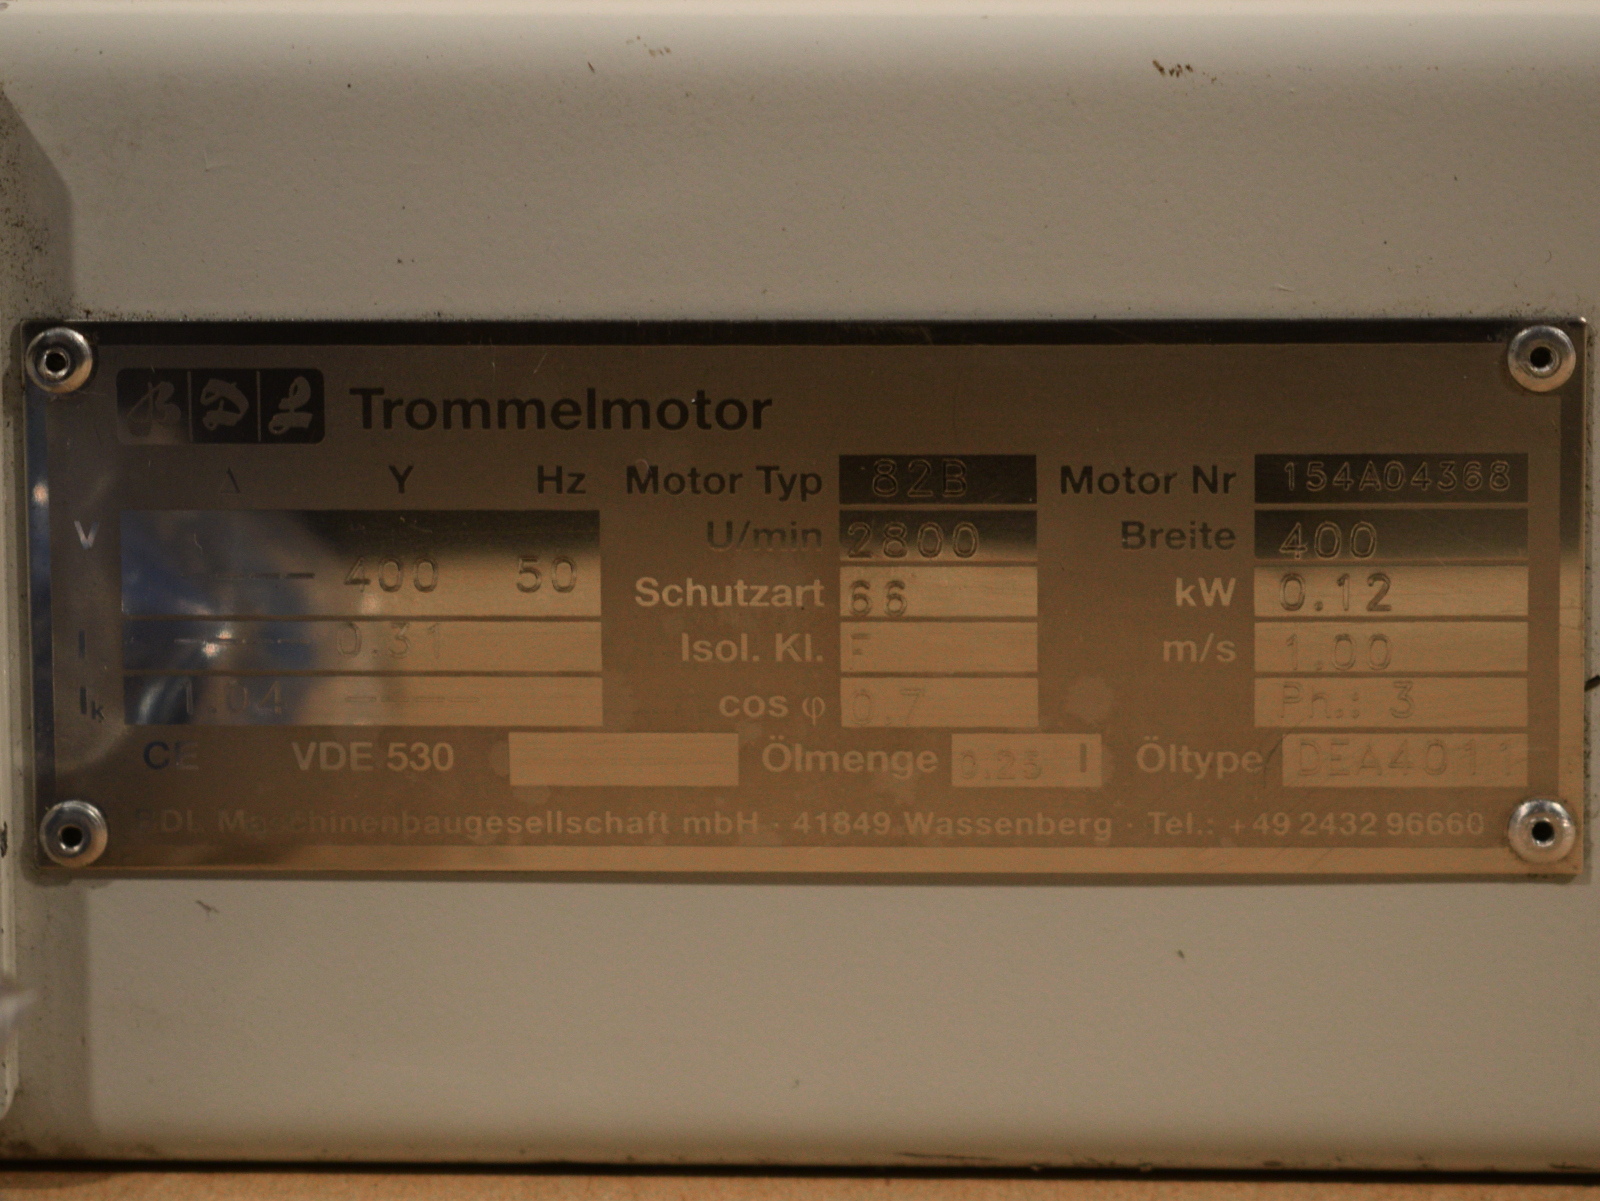 BDL Trommelmotor
Δ Y Hz Motor Typ 82B Motor Nr 154A04368
V --- 400 50 U/min 2800 Breite 400
Schutzart 66 kW 0.12
I --- 0.31 Isol. Kl. F m/s 1.00
Ik 1.04 --- cos φ 0.7 Ph.: 3
CE VDE 530 Ölmenge 0.25 l Öltype DEA4011
BDL Maschinenbaugesellschaft mbH · 41849 Wassenberg · Tel.: +49 2432 96660